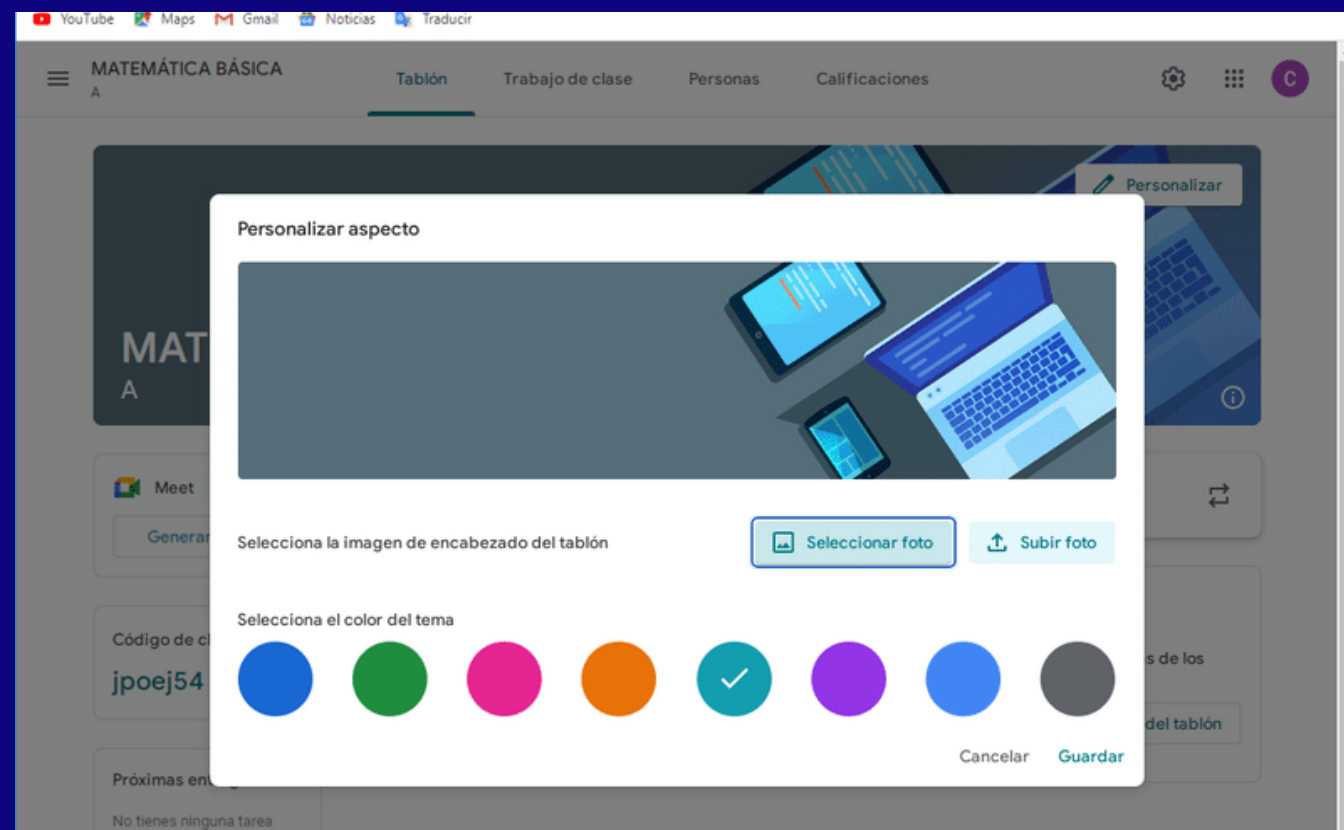 YouTube Maps Gmail Noticias Traducir
MATEMÁTICA BÁSICA
A
Tablón Trabajo de clase Personas Calificaciones
C
Personalizar
Personalizar aspecto
MAT
A
Meet
Generar
Selecciona la imagen de encabezado del tablón
Seleccionar foto
Subir foto
Selecciona el color del tema
Código de cl
jpoej54
s de los
del tablón
Cancelar Guardar
Próximas en
No tienes ninguna tarea